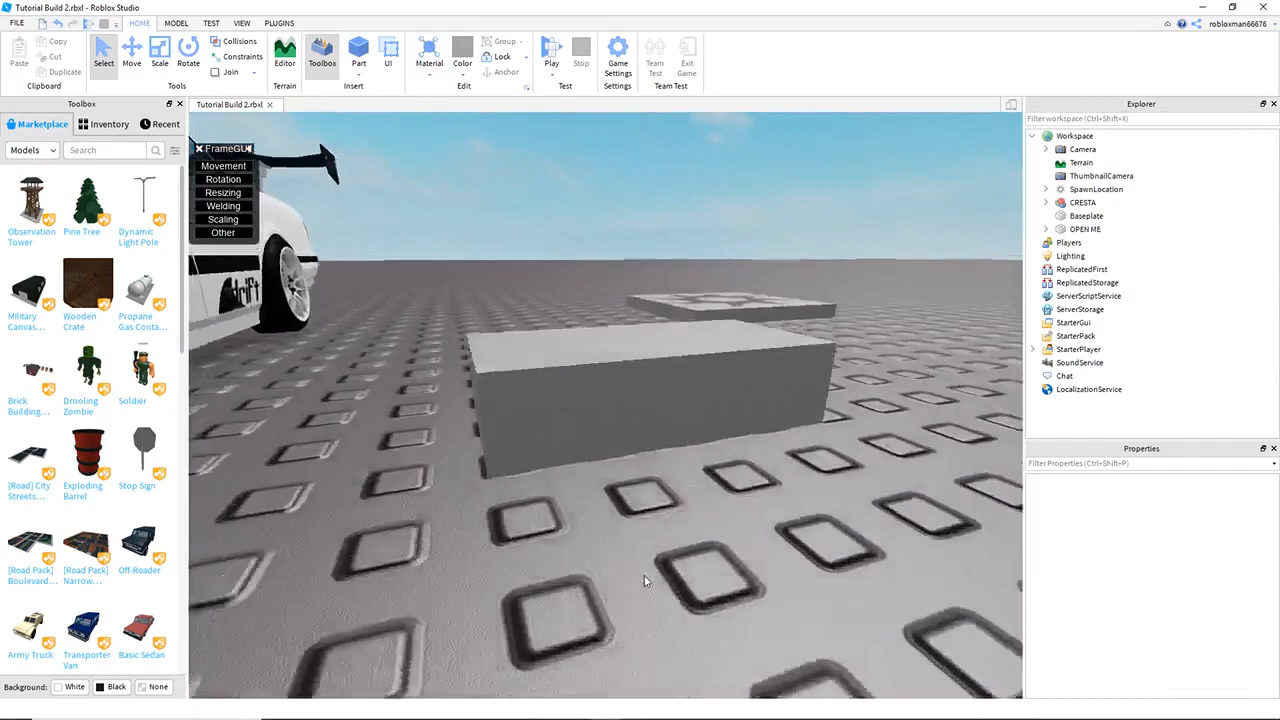 Tutorial Build 2.rbxl - Roblox Studio
FILE HOME MODEL TEST VIEW PLUGINS
robloxman66676
Paste Copy Cut Duplicate
Clipboard
Select Move Scale Rotate
Collisions
Constraints
Join
Tools
Editor
Terrain
Toolbox Part UI
Insert
Material Color
Group
Lock
Anchor
Edit
Play Stop
Test
Game Settings
Settings
Team Test
Exit Game
Team Test
Toolbox
Marketplace Inventory Recent
Models Search
Observation Tower
Pine Tree
Dynamic Light Pole
Military Canvas...
Wooden Crate
Propane Gas Conta...
Brick Building...
Drooling Zombie
Soldier
[Road] City Streets...
Exploding Barrel
Stop Sign
[Road Pack] Boulevard...
[Road Pack] Narrow...
Off-Roader
Army Truck
Transporter Van
Basic Sedan
Background: White Black None
Tutorial Build 2.rbxl
FrameGUI
Movement
Rotation
Resizing
Welding
Scaling
Other
drift
Explorer
Filter workspace (Ctrl+Shift+X)
Workspace
Camera
Terrain
ThumbnailCamera
SpawnLocation
CRESTA
Baseplate
OPEN ME
Players
Lighting
ReplicatedFirst
ReplicatedStorage
ServerScriptService
ServerStorage
StarterGui
StarterPack
StarterPlayer
SoundService
Chat
LocalizationService
Properties
Filter Properties (Ctrl+Shift+P)